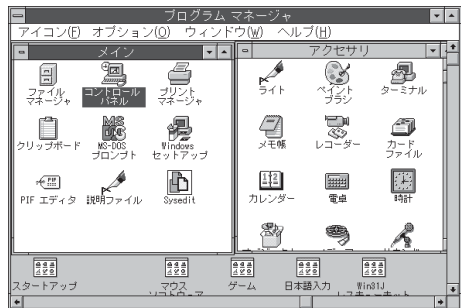 プログラム マネージャ
アイコン(F) オプション(O) ウィンドウ(W) ヘルプ(H)
メイン
ファイル マネージャ
コントロール パネル
プリント マネージャ
クリップボード
MS-DOS プロンプト
Windows セットアップ
PIF エディタ
説明ファイル
Sysedit
アクセサリ
ライト
ペイント ブラシ
ターミナル
メモ帳
レコーダー
カード ファイル
カレンダー
電卓
時計
スタートアップ
マウス
ゲーム
日本語入力
Win31J